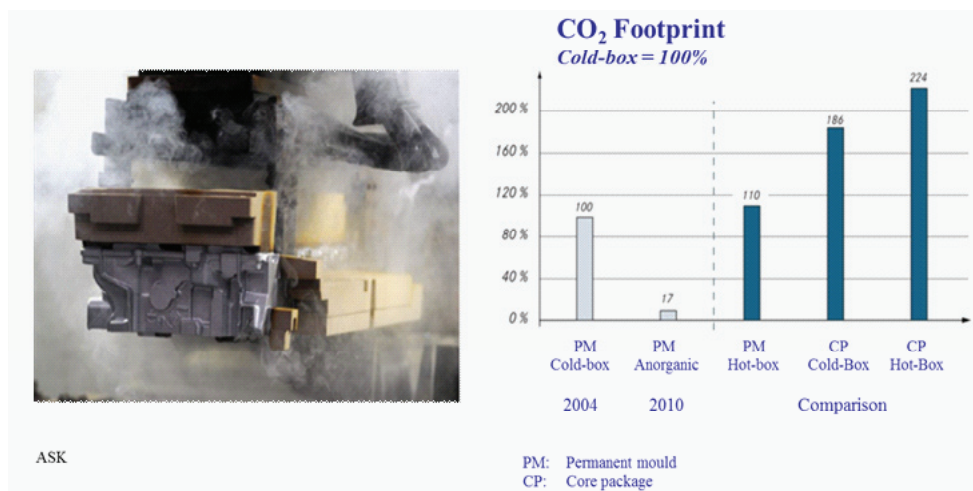 CO₂ Footprint
Cold-box = 100%
224
200 %
186
160 %
120 %
110
100
80 %
40 %
17
0 %
PM PM PM CP CP
Cold-box Anorganic Hot-box Cold-Box Hot-Box
2004 2010 Comparison
ASK
PM: Permanent mould
CP: Core package